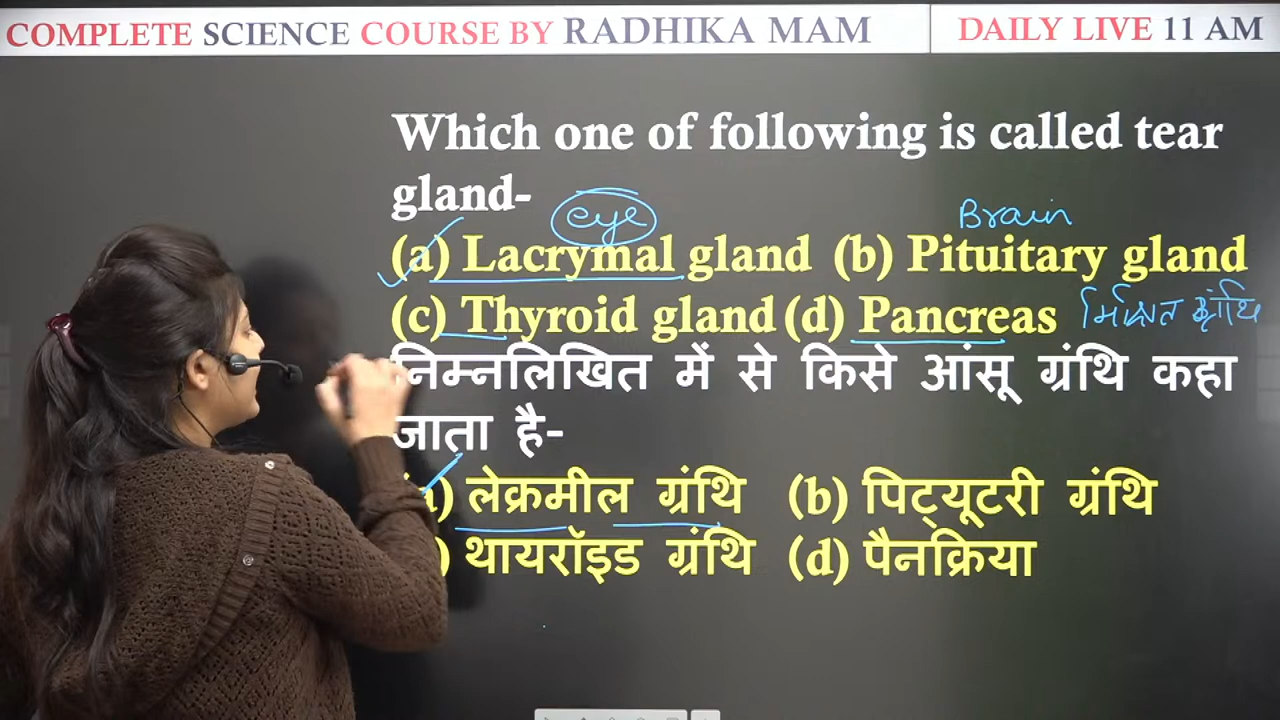 COMPLETE SCIENCE COURSE BY RADHIKA MAM
DAILY LIVE 11 AM
Which one of following is called tear
gland-
eye
Brain
(a) Lacrymal gland (b) Pituitary gland
(c) Thyroid gland (d) Pancreas मिश्रित ग्रंथि
निम्नलिखित में से किसे आंसू ग्रंथि कहा
जाता है-
(a) लेक्रमील ग्रंथि (b) पिट्यूटरी ग्रंथि
) थायरॉइड ग्रंथि (d) पैनक्रिया